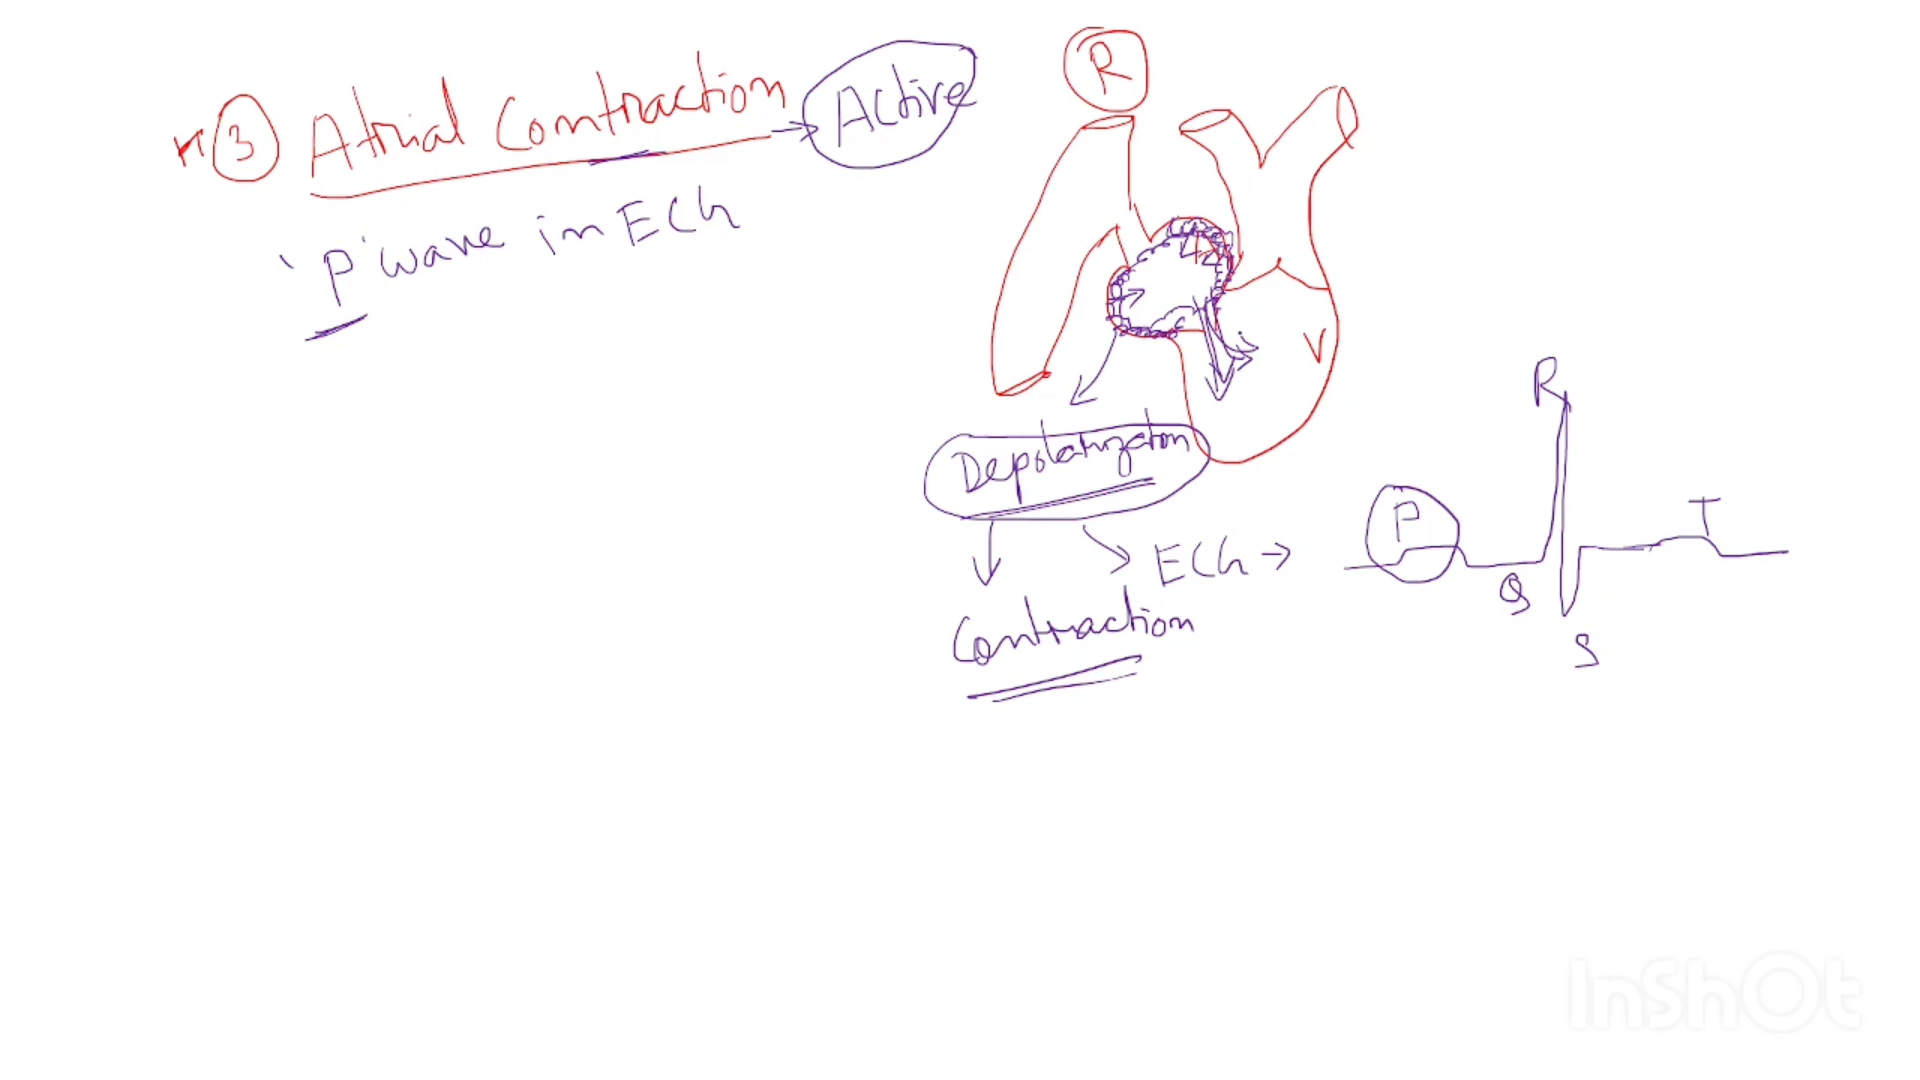 ③ Atrial Contraction → Active
'P' wave in ECG
R
V
Depolarization
Contraction
ECG →
P
Q
R
S
T
InShOt